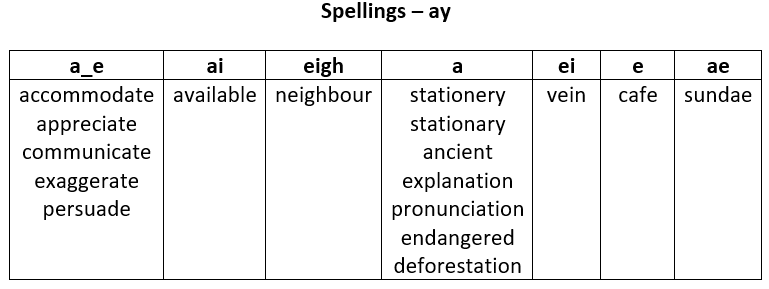 Spellings – ay
a_e ai eigh a ei e ae
accommodate available neighbour stationery vein cafe sundae
appreciate stationary
communicate ancient
exaggerate explanation
persuade pronunciation
endangered
deforestation